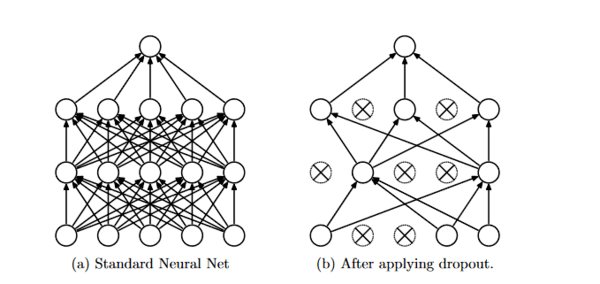 (a) Standard Neural Net
(b) After applying dropout.